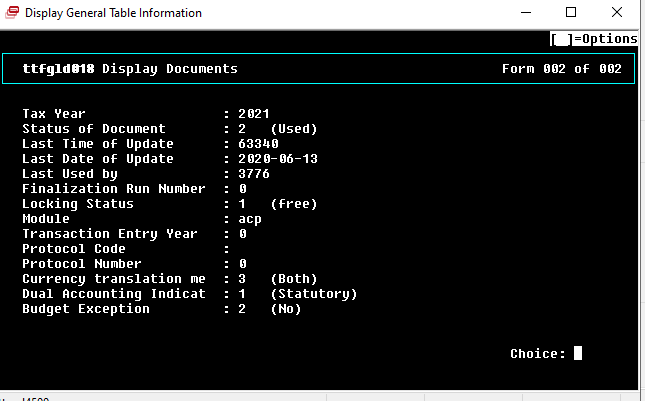 Display General Table Information
[_]=Options
ttfgld018 Display Documents Form 002 of 002
Tax Year : 2021
Status of Document : 2 (Used)
Last Time of Update : 63340
Last Date of Update : 2020-06-13
Last Used by : 3776
Finalization Run Number : 0
Locking Status : 1 (free)
Module : acp
Transaction Entry Year : 0
Protocol Code :
Protocol Number : 0
Currency translation me : 3 (Both)
Dual Accounting Indicat : 1 (Statutory)
Budget Exception : 2 (No)
Choice: